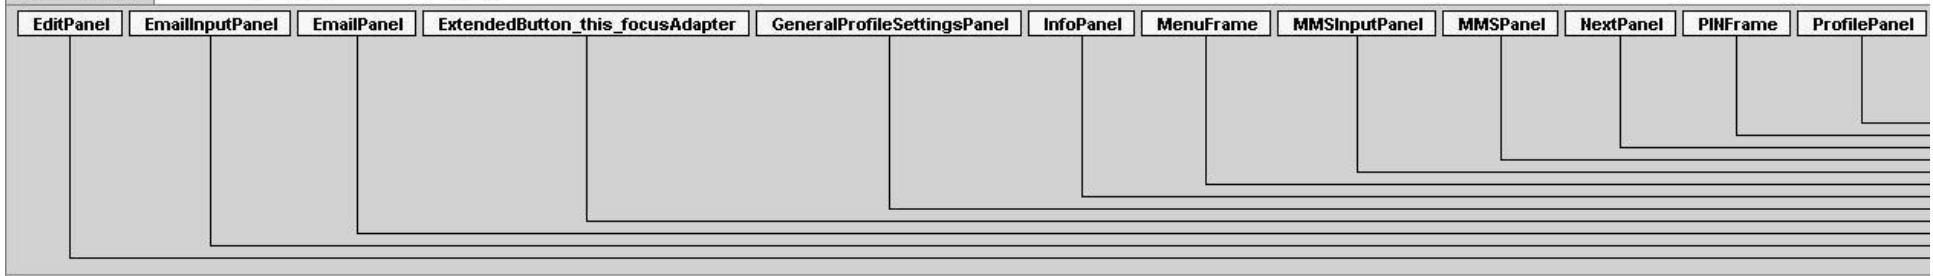 EditPanel EmailInputPanel EmailPanel ExtendedButton_this_focusAdapter GeneralProfileSettingsPanel InfoPanel MenuFrame MMSInputPanel MMSPanel NextPanel PINFrame ProfilePanel